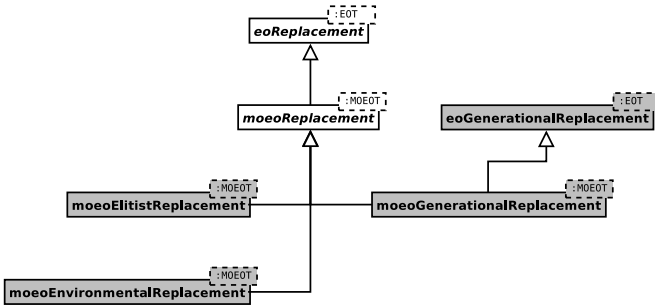 :EOT
eoReplacement
:MOEOT
moeoReplacement
:EOT
eoGenerationalReplacement
:MOEOT
moeoElitistReplacement
:MOEOT
moeoGenerationalReplacement
:MOEOT
moeoEnvironmentalReplacement